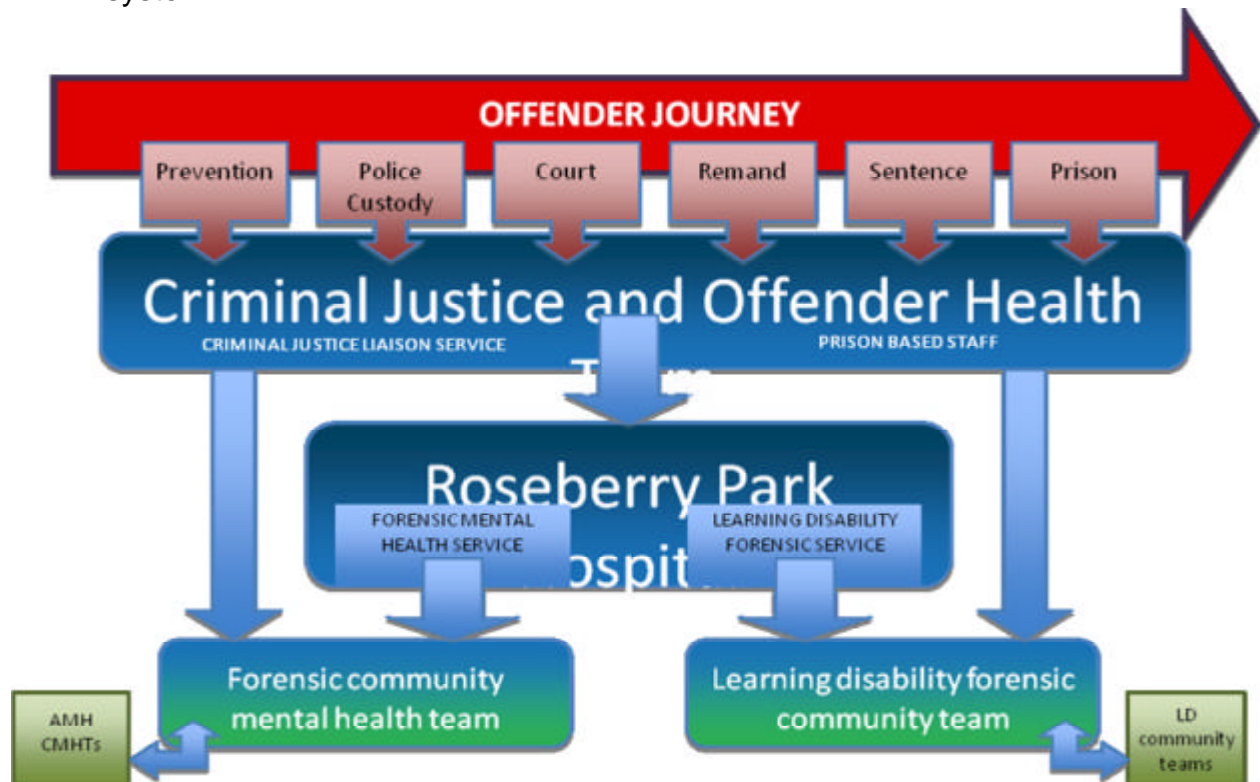 OFFENDER JOURNEY
Prevention
Police
Custody
Court
Remand
Sentence
Prison
Criminal Justice and Offender Health
CRIMINAL JUSTICE LIAISON SERVICE
PRISON BASED STAFF
Roseberry Park
FORENSIC MENTAL
HEALTH SERVICE
LEARNING DISABILITY
FORENSIC SERVICE
Forensic community
mental health team
Learning disability forensic
community team
AMH
CMHTs
LD
community
teams